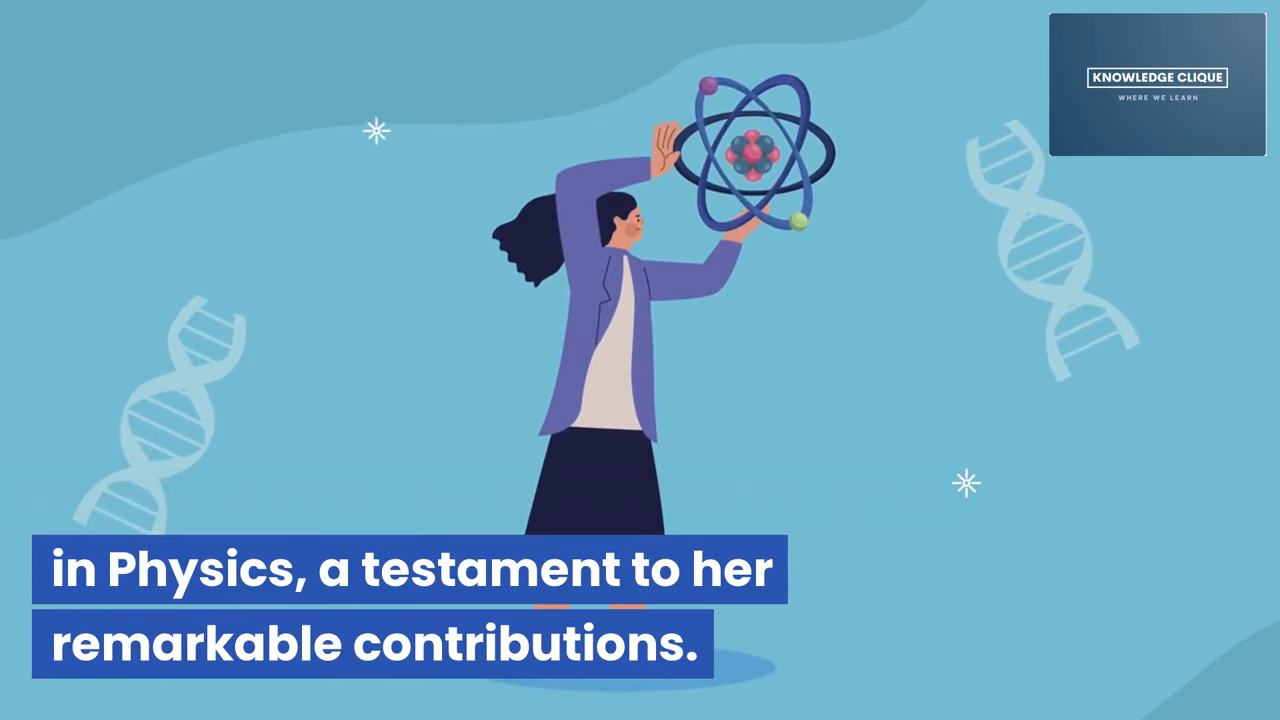 KNOWLEDGE CLIQUE
WHERE WE LEARN
in Physics, a testament to her
remarkable contributions.